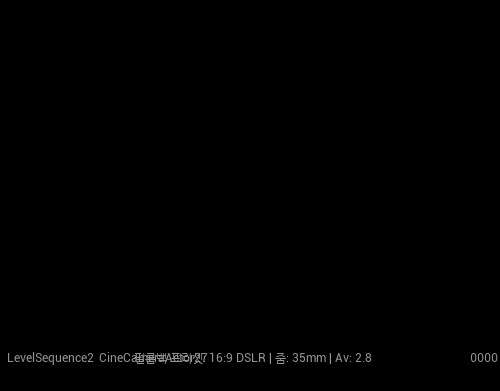 LevelSequence2 16:9 DSLR | 줌: 35mm | Av: 2.8 0000